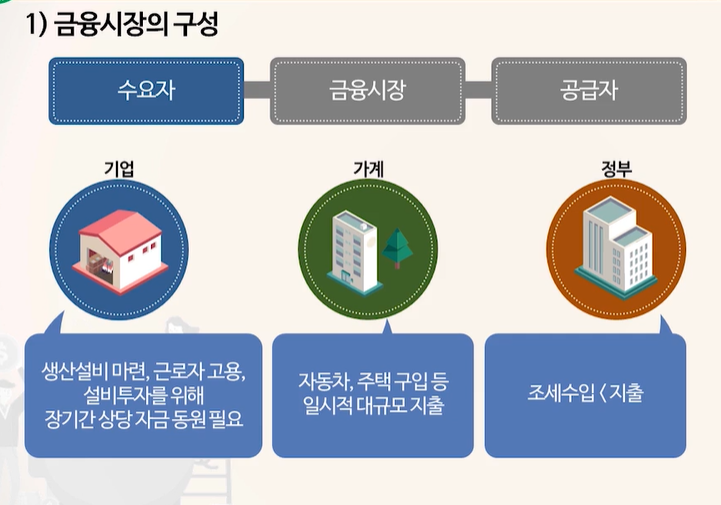 1) 금융시장의 구성
수요자
금융시장
공급자
기업
가계
정부
생산설비 마련, 근로자 고용,
설비투자를 위해
장기간 상당 자금 동원 필요
자동차, 주택 구입 등
일시적 대규모 지출
조세수입 < 지출